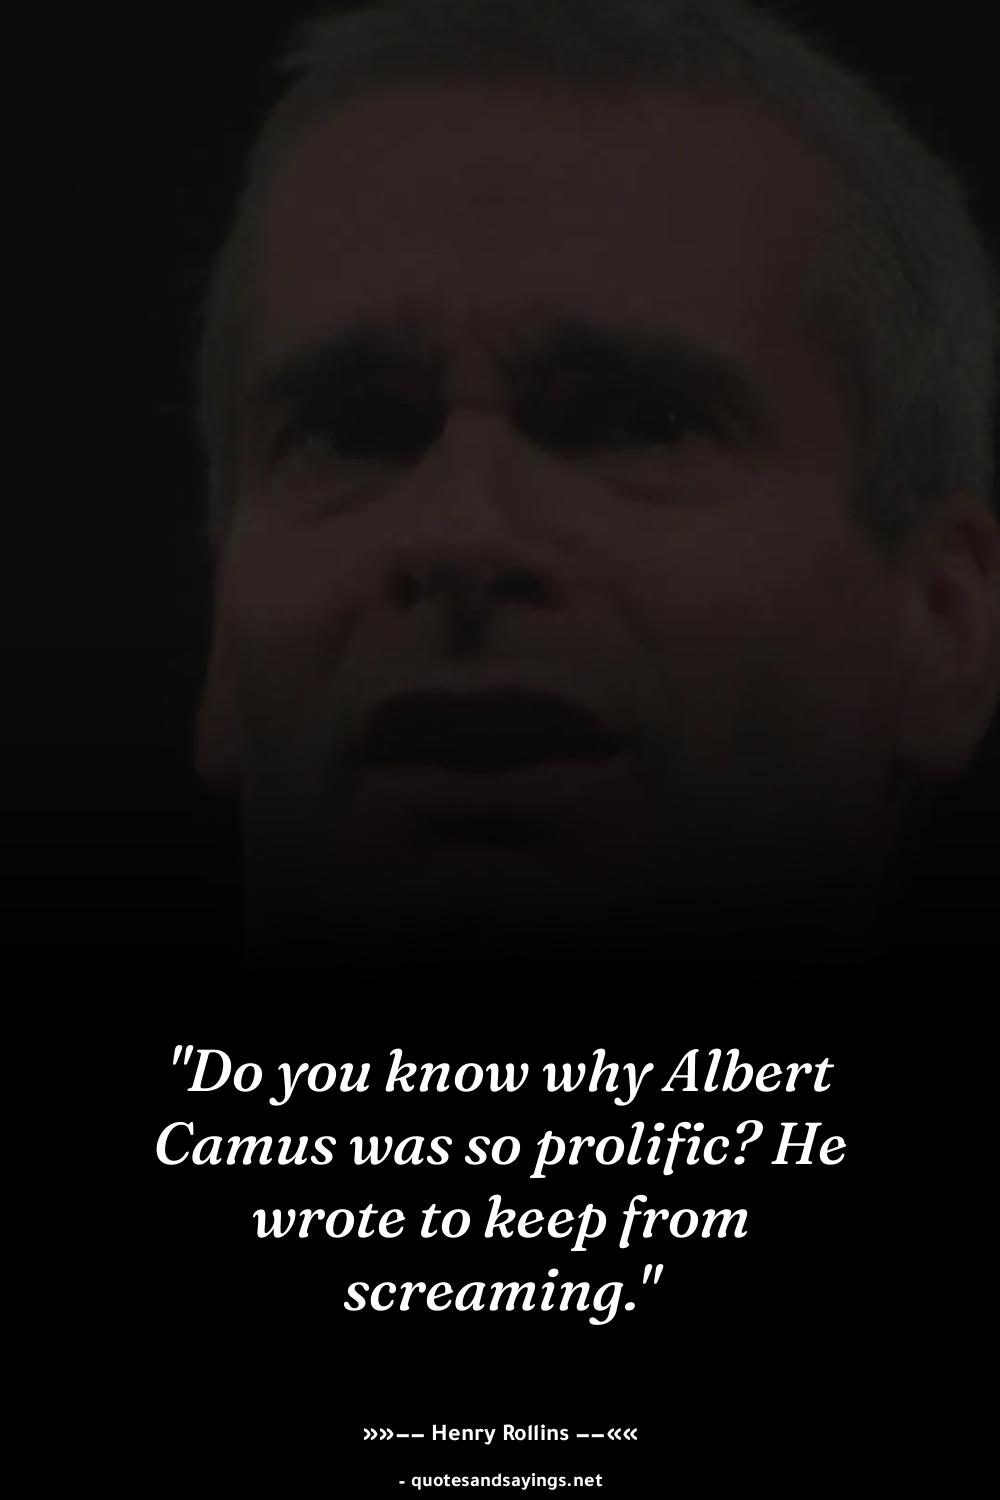 "Do you know why Albert
Camus was so prolific? He
wrote to keep from
screaming."
»»—— Henry Rollins ——««
- quotesandsayings.net